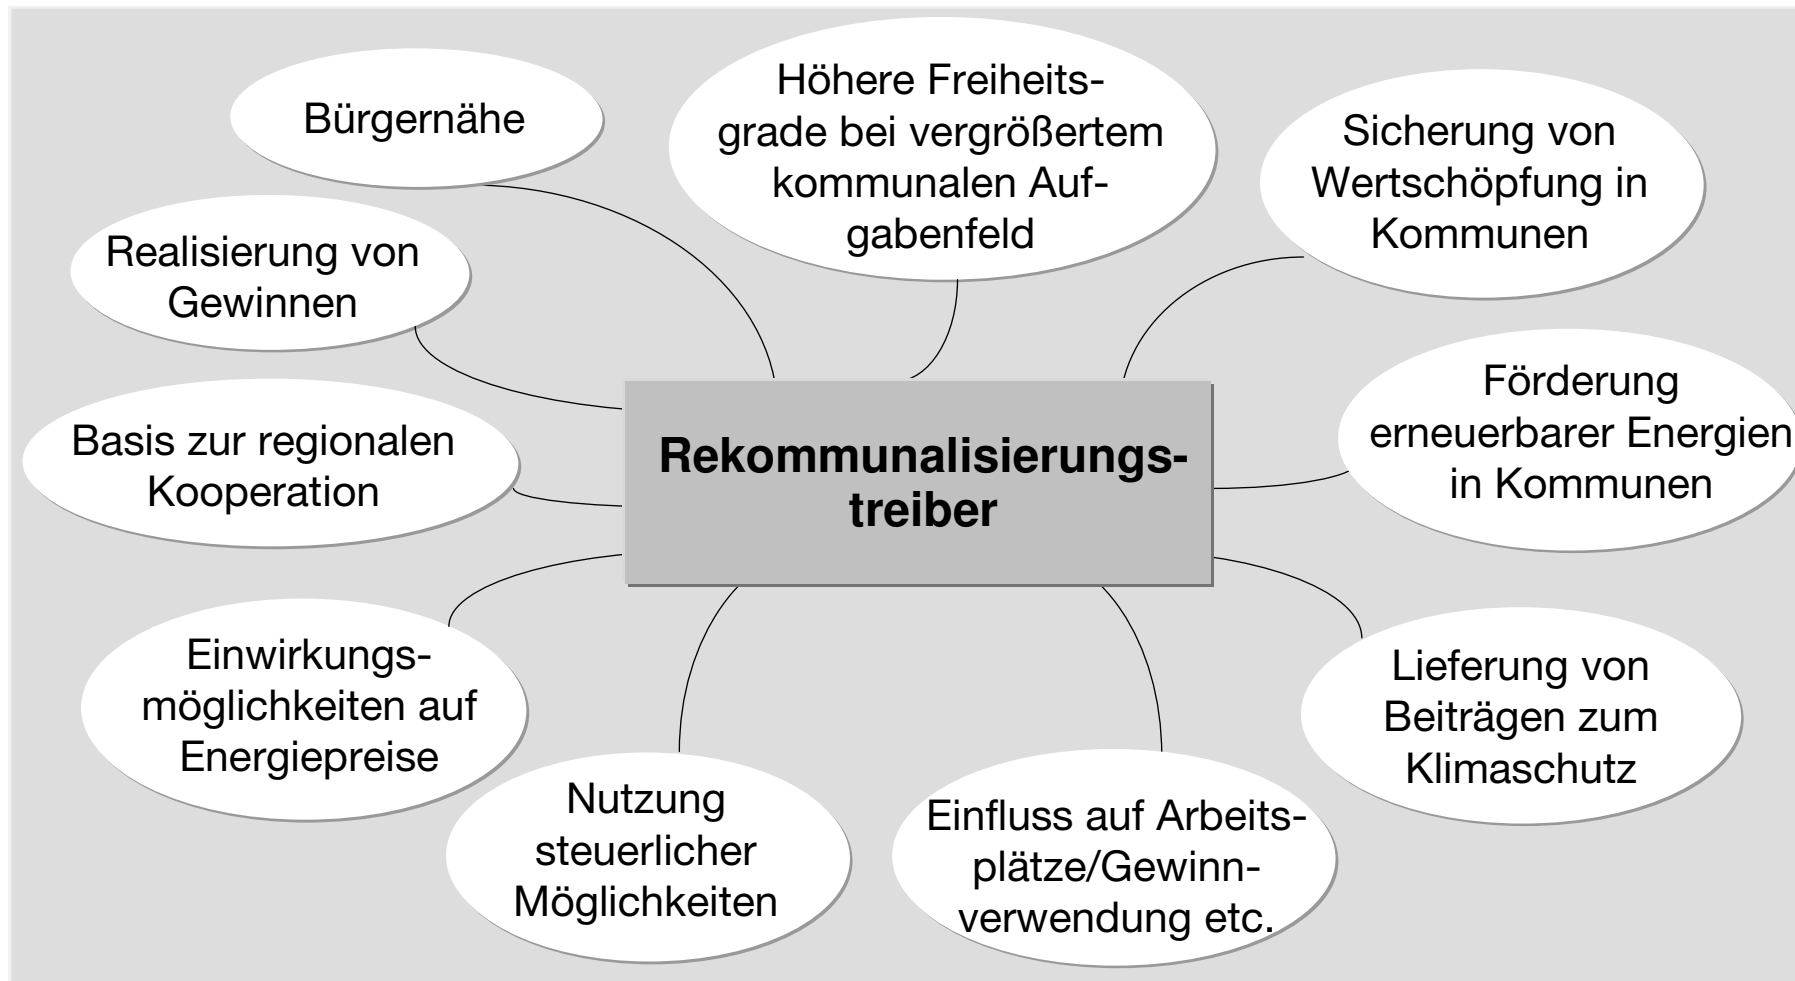 Bürgernähe
Höhere Freiheits-
grade bei vergrößertem
kommunalen Auf-
gabenfeld
Sicherung von
Wertschöpfung in
Kommunen
Realisierung von
Gewinnen
Förderung
erneuerbarer Energien
in Kommunen
Basis zur regionalen
Kooperation
Rekommunalisierungs-
treiber
Einwirkungs-
möglichkeiten auf
Energiepreise
Lieferung von
Beiträgen zum
Klimaschutz
Nutzung
steuerlicher
Möglichkeiten
Einfluss auf Arbeits-
plätze/Gewinn-
verwendung etc.